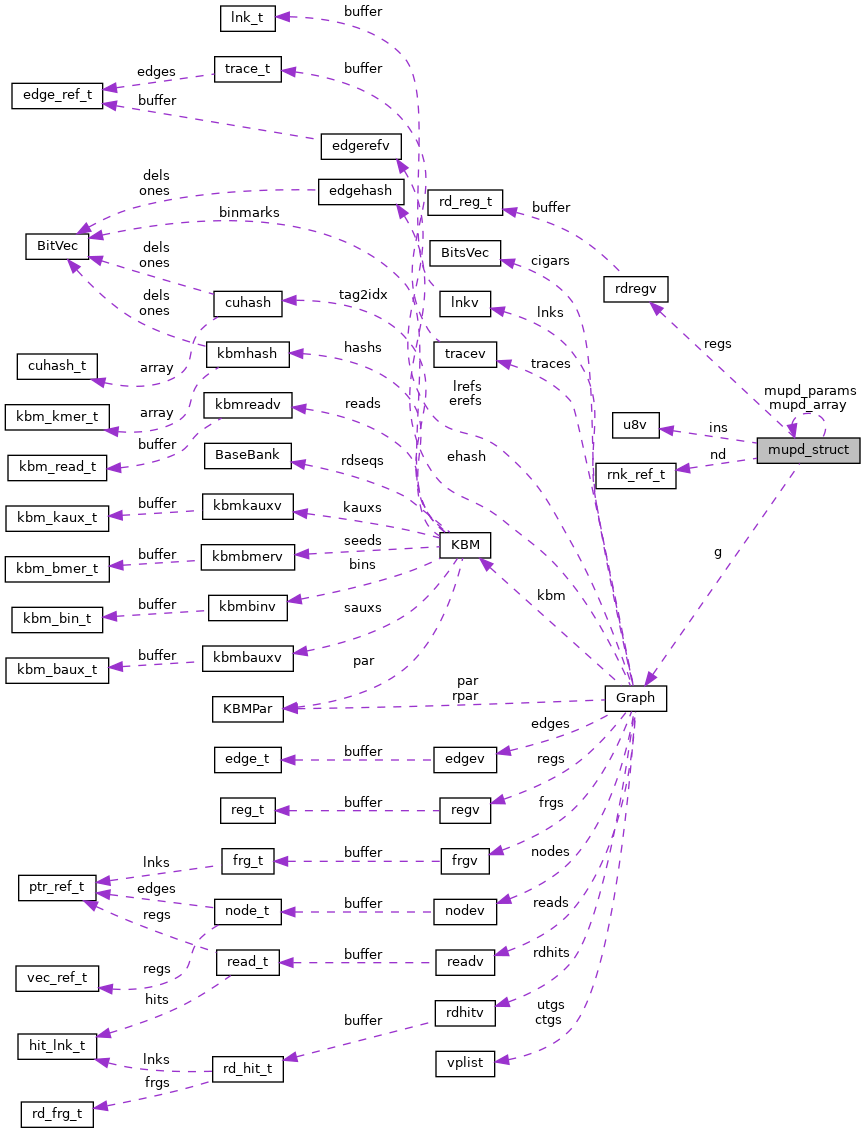 lnk_t
buffer
trace_t
buffer
edges
edge_ref_t
buffer
edgerefv
dels
ones
edgehash
rd_reg_t
buffer
binmarks
BitVec
BitsVec
cigars
dels
ones
rdregv
cuhash
tag2idx
lnkv
lnks
dels
ones
regs
kbmhash
hashs
tracev
traces
cuhash_t
array
lrefs
erefs
mupd_params
mupd_array
kbmreadv
reads
kbm_kmer_t
array
u8v
ins
mupd_struct
buffer
BaseBank
rdseqs
ehash
nd
kbm_read_t
rnk_ref_t
buffer
kbmkauxv
kauxs
kbm_kaux_t
seeds
KBM
buffer
kbmbmerv
g
kbm_bmer_t
bins
kbm
buffer
kbmbinv
sauxs
kbm_bin_t
buffer
kbmbauxv
par
kbm_baux_t
par
rpar
Graph
KBMPar
edges
buffer
edge_t
edgev
regs
buffer
reg_t
regv
frgs
buffer
lnks
frg_t
frgv
nodes
ptr_ref_t
edges
buffer
reads
node_t
nodev
regs
buffer
rdhits
read_t
readv
regs
vec_ref_t
hits
utgs
ctgs
rdhitv
buffer
hit_lnk_t
lnks
vplist
rd_hit_t
frgs
rd_frg_t